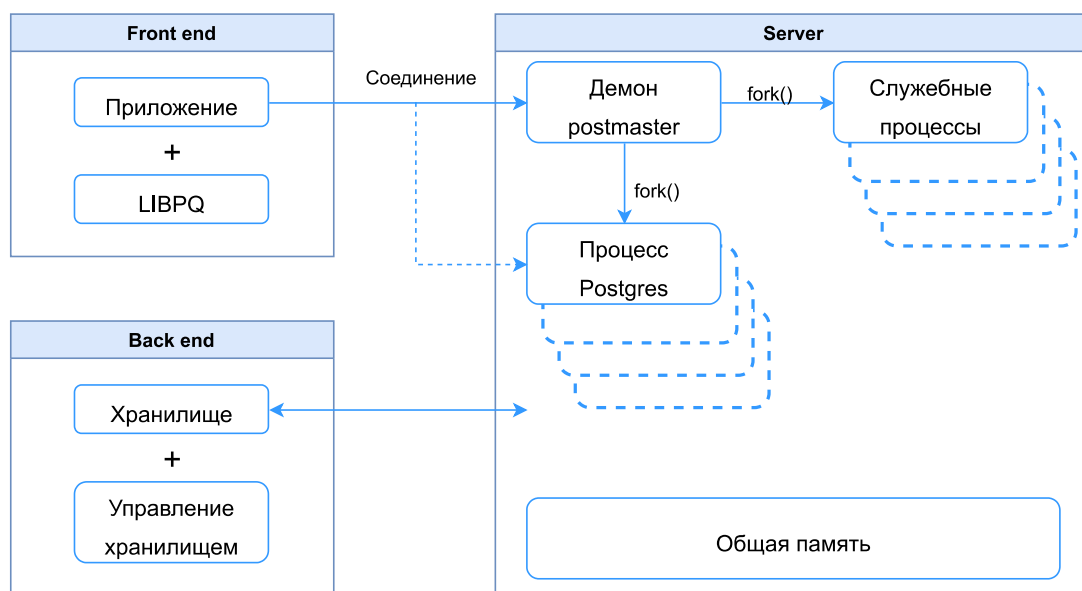 Front end
Приложение
+
LIBPQ
Соединение
Server
Демон
postmaster
fork()
Служебные
процессы
fork()
Процесс
Postgres
Back end
Хранилище
+
Управление
хранилищем
Общая память